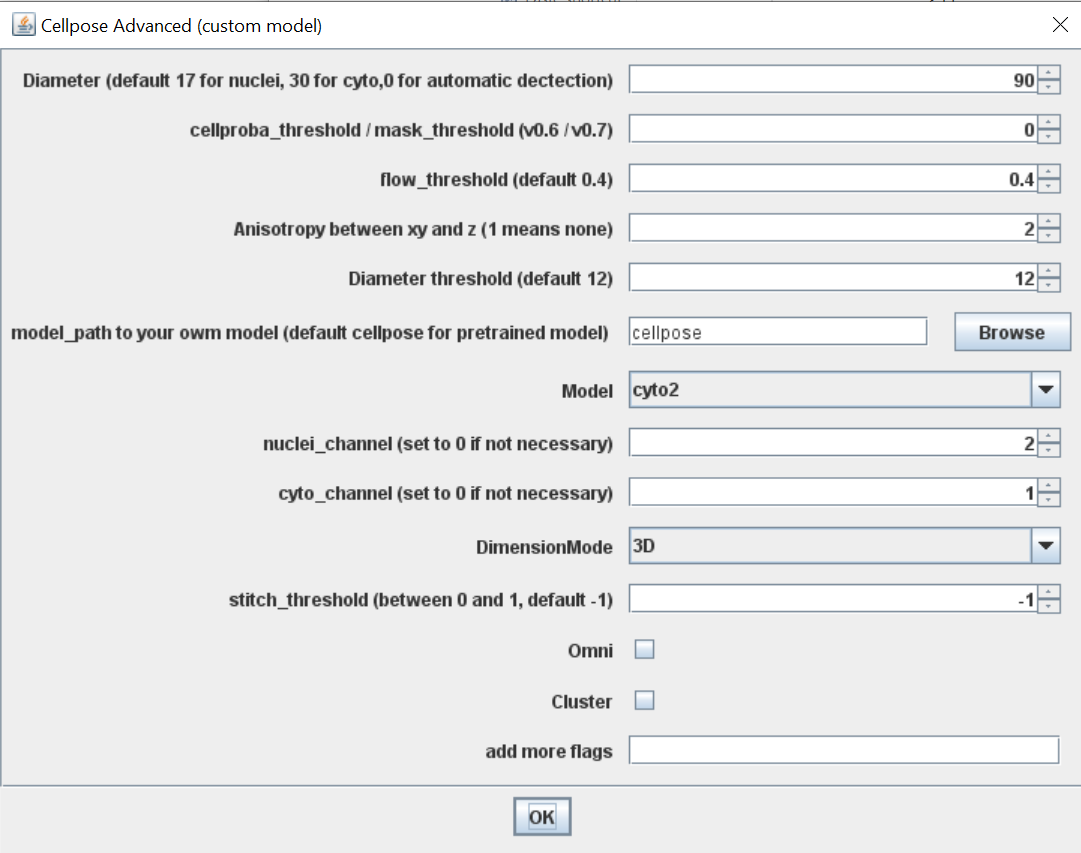 Cellpose Advanced (custom model)
Diameter (default 17 for nuclei, 30 for cyto,0 for automatic dectection) 90
cellproba_threshold / mask_threshold (v0.6 / v0.7) 0
flow_threshold (default 0.4) 0.4
Anisotropy between xy and z (1 means none) 2
Diameter threshold (default 12) 12
model_path to your owm model (default cellpose for pretrained model) cellpose Browse
Model cyto2
nuclei_channel (set to 0 if not necessary) 2
cyto_channel (set to 0 if not necessary) 1
DimensionMode 3D
stitch_threshold (between 0 and 1, default -1) -1
Omni
Cluster
add more flags
OK